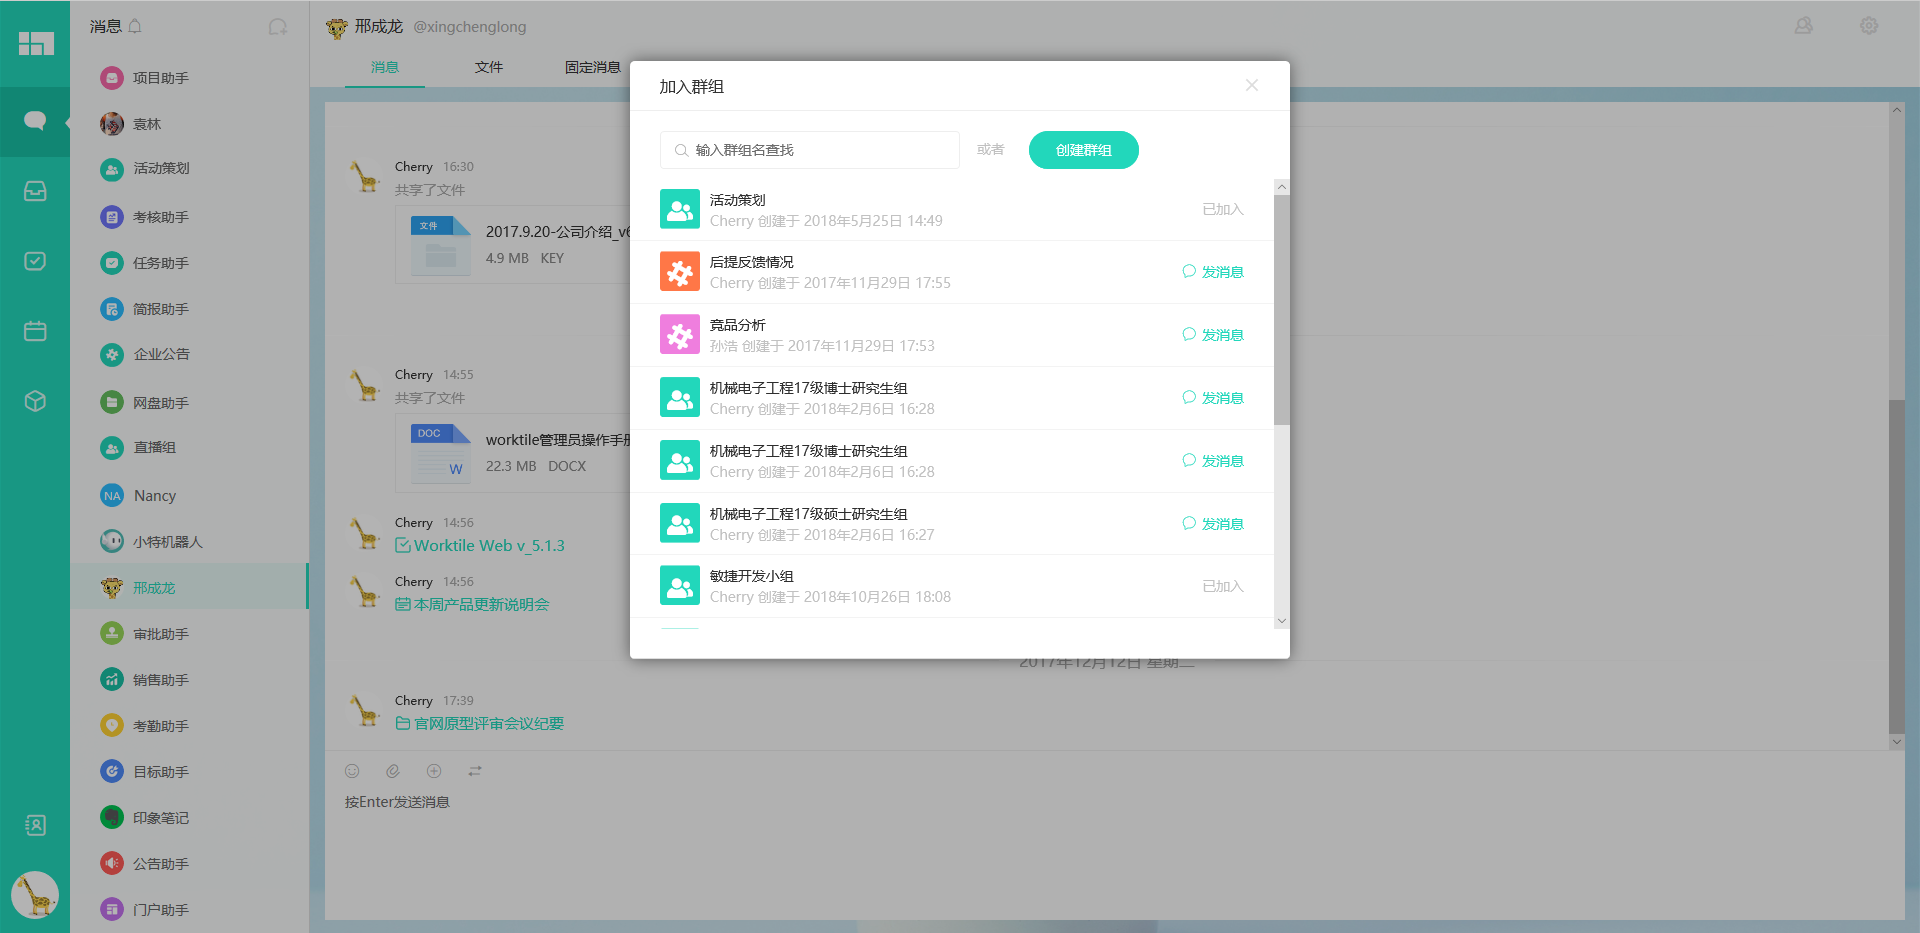 消息
项目助手
袁林
活动策划
考核助手
任务助手
简报助手
企业公告
网盘助手
直播组
NA Nancy
小特机器人
邢成龙
审批助手
销售助手
考勤助手
目标助手
印象笔记
公告助手
门户助手
邢成龙 @xingchenglong
消息 文件 固定消息
Cherry 16:30
共享了文件
文件
2017.9.20-公司介绍_v6
4.9 MB KEY
Cherry 14:55
共享了文件
DOC
W
worktile管理员操作手册
22.3 MB DOCX
Cherry 14:56
Worktile Web v_5.1.3
Cherry 14:56
本周产品更新说明会
2017年12月12日 星期二
Cherry 17:39
官网原型评审会议纪要
按Enter发送消息
加入群组
输入群组名查找 或者 创建群组
活动策划
Cherry 创建于 2018年5月25日 14:49
已加入
后提反馈情况
Cherry 创建于 2017年11月29日 17:55
发消息
竞品分析
孙浩 创建于 2017年11月29日 17:53
发消息
机械电子工程17级博士研究生组
Cherry 创建于 2018年2月6日 16:28
发消息
机械电子工程17级博士研究生组
Cherry 创建于 2018年2月6日 16:28
发消息
机械电子工程17级硕士研究生组
Cherry 创建于 2018年2月6日 16:27
发消息
敏捷开发小组
Cherry 创建于 2018年10月26日 18:08
已加入